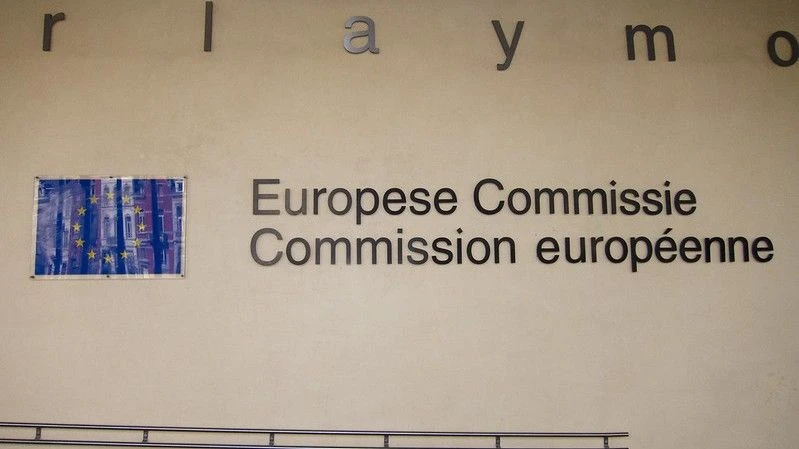 r l a y m o
Europese Commissie
Commission européenne